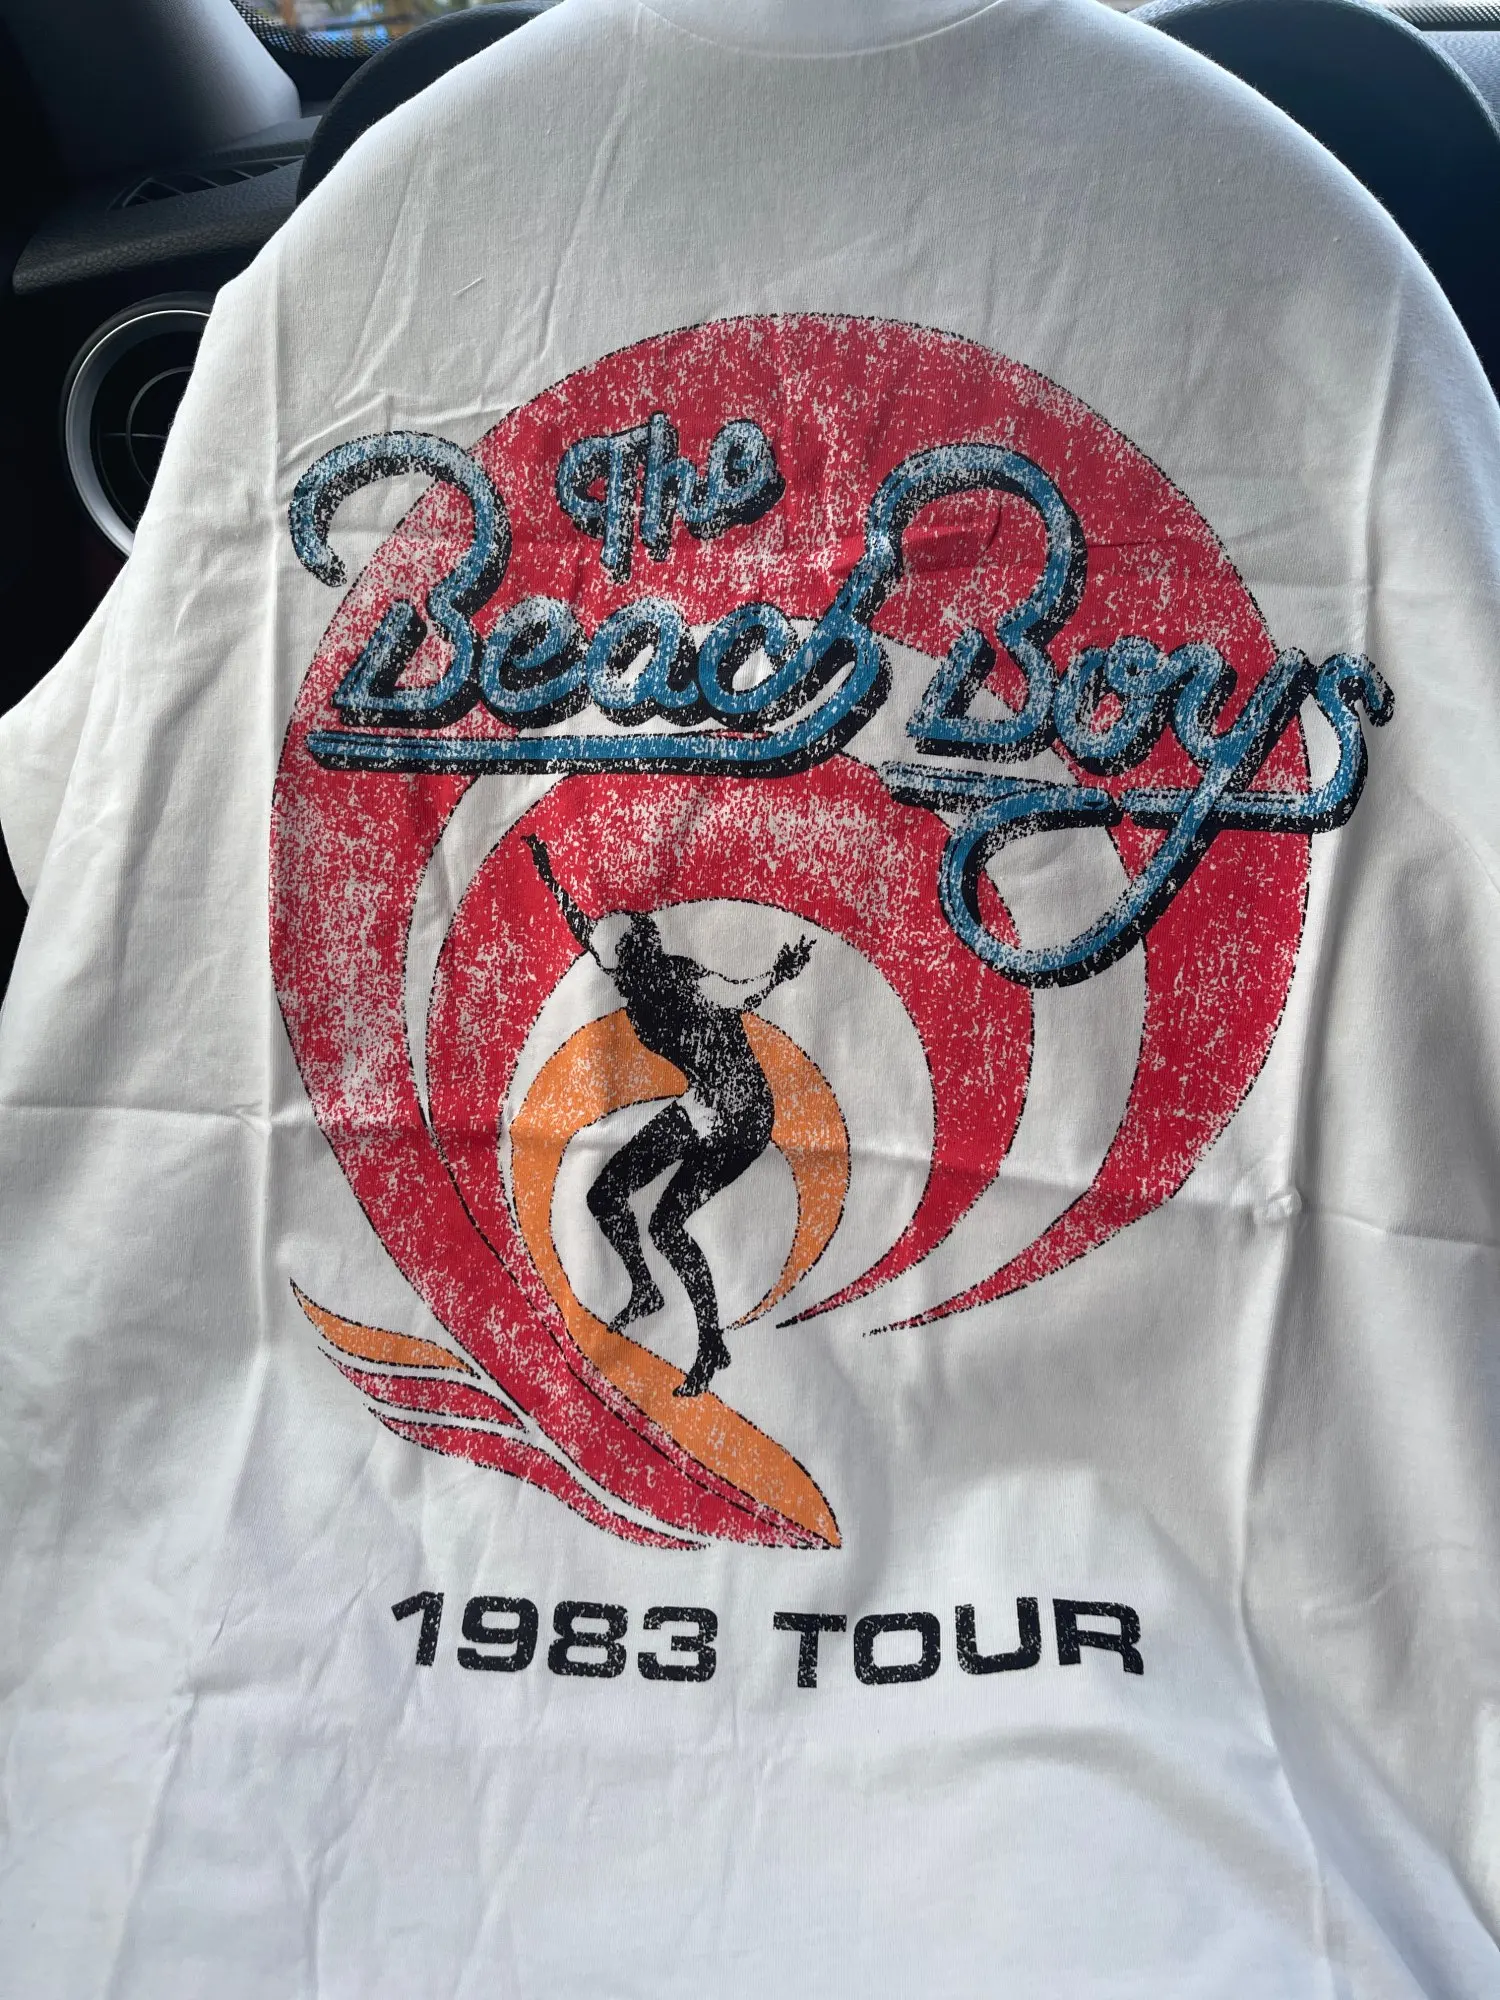 The
Beach Boys
1983 TOUR